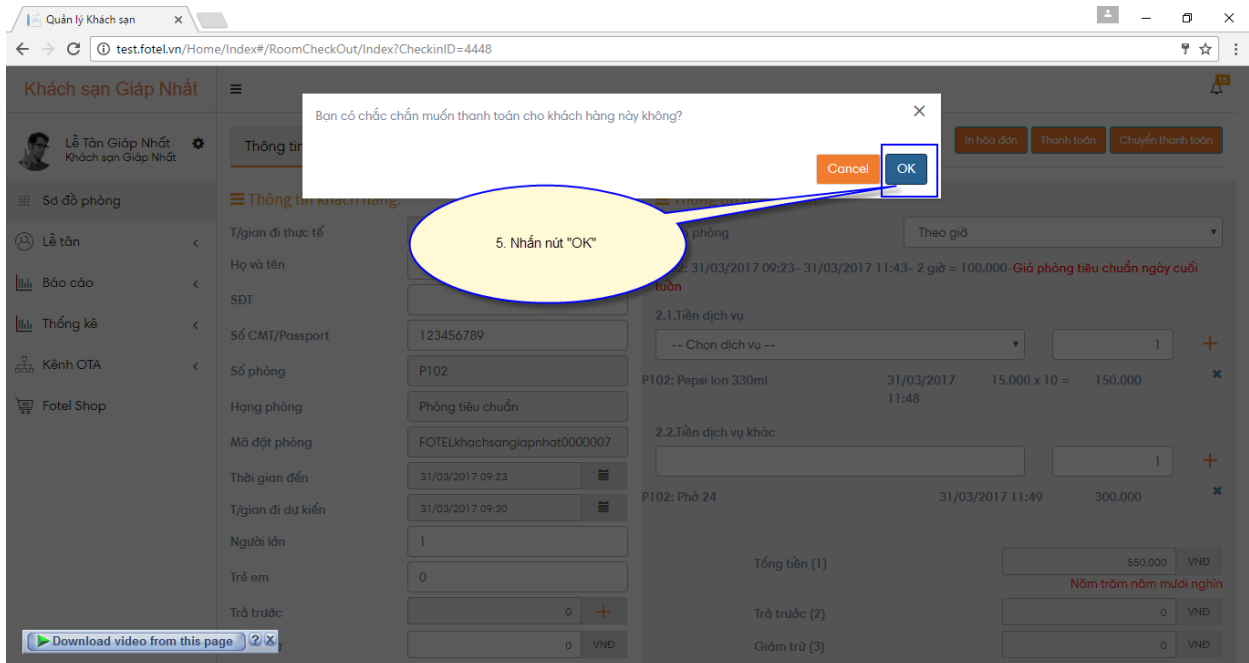 Quản lý Khách sạn
test.fotel.vn/Home/Index#/RoomCheckOut/Index?CheckinID=4448
Khách sạn Giáp Nhất
15
Bạn có chắc chắn muốn thanh toán cho khách hàng này không?
Cancel
OK
Lễ Tân Giáp Nhất
Khách sạn Giáp Nhất
Thông tin
In hóa đơn
Thanh toán
Chuyển thanh toán
Sơ đồ phòng
Lễ tân
Báo cáo
Thống kê
Kênh OTA
Fotel Shop
Thông tin khách hàng:
5. Nhấn nút "OK"
T/gian đi thực tế
Họ và tên
SĐT
Số CMT/Passport
123456789
Số phòng
P102
Hạng phòng
Phòng tiêu chuẩn
Mã đặt phòng
FOTELkhachsangiapnhat0000007
Thời gian đến
31/03/2017 09:23
T/gian đi dự kiến
31/03/2017 09:30
Người lớn
1
Trẻ em
0
Trả trước
0
0 VNĐ
phòng
Theo giờ
: 31/03/2017 09:23- 31/03/2017 11:43- 2 giờ = 100.000-Giá phòng tiêu chuẩn ngày cuối
tuần
2.1.Tiền dịch vụ
-- Chọn dịch vụ --
1
P102: Pepsi lon 330ml
31/03/2017
11:48
15.000 x 10 =
150.000
2.2.Tiền dịch vụ khác
1
P102: Phở 24
31/03/2017 11:49
300.000
Tổng tiền (1)
550.000 VNĐ
Năm trăm năm mươi nghìn
Trả trước (2)
0 VNĐ
Giảm trừ (3)
0 VNĐ
Download video from this page